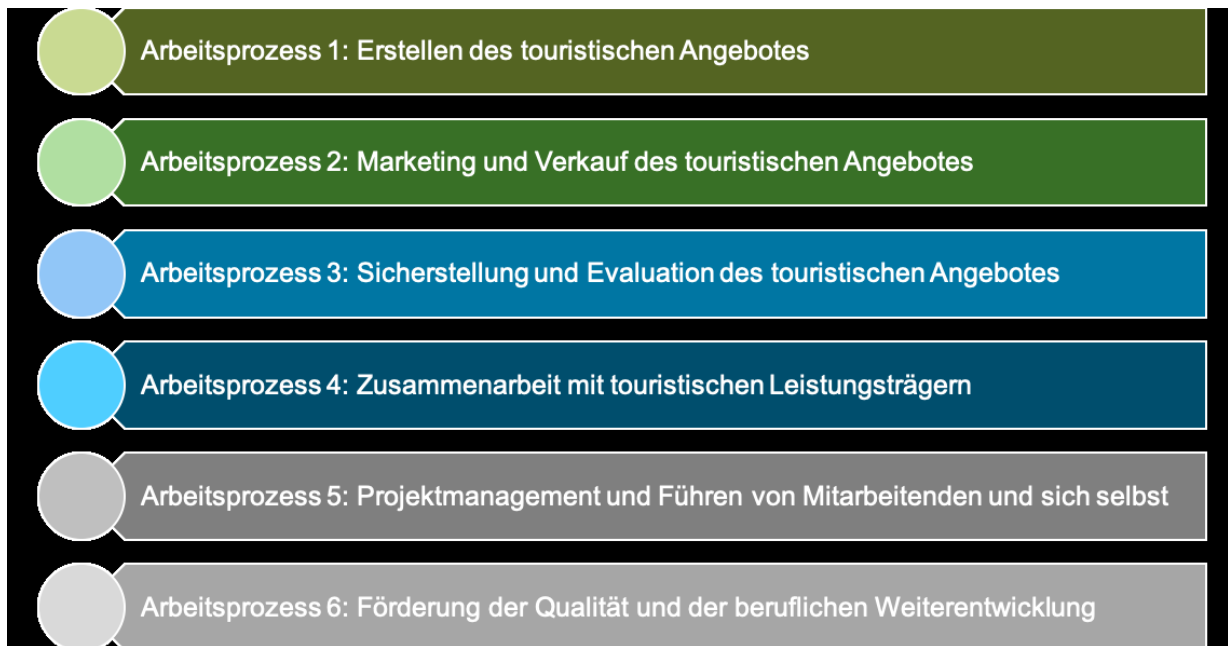 Arbeitsprozess 1: Erstellen des touristischen Angebotes
Arbeitsprozess 2: Marketing und Verkauf des touristischen Angebotes
Arbeitsprozess 3: Sicherstellung und Evaluation des touristischen Angebotes
Arbeitsprozess 4: Zusammenarbeit mit touristischen Leistungsträgern
Arbeitsprozess 5: Projektmanagement und Führen von Mitarbeitenden und sich selbst
Arbeitsprozess 6: Förderung der Qualität und der beruflichen Weiterentwicklung